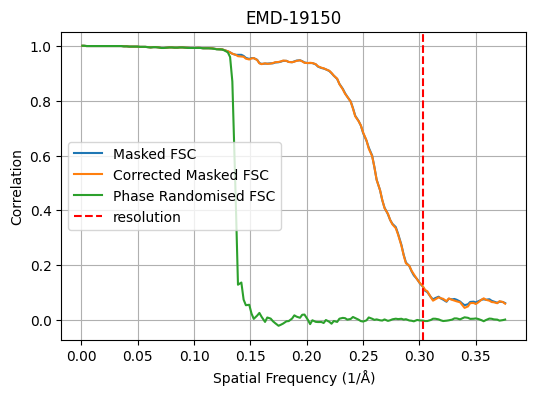 EMD-19150
1.0
0.8
0.6
0.4
0.2
0.0
Correlation
Masked FSC
Corrected Masked FSC
Phase Randomised FSC
resolution
0.00 0.05 0.10 0.15 0.20 0.25 0.30 0.35
Spatial Frequency (1/Å)